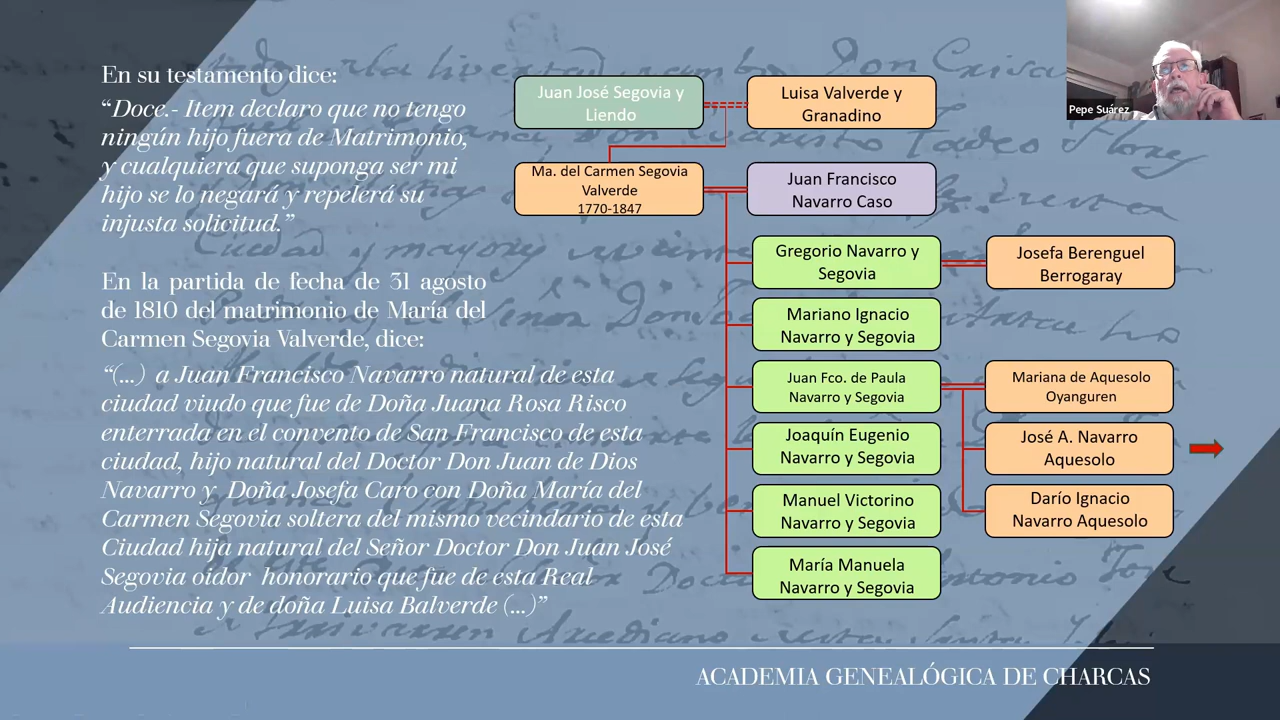 En su testamento dice:
“Doce.- Item declaro que no tengo
ningún hijo fuera de Matrimonio,
y cualquiera que suponga ser mi
hijo se lo negará y repelerá su
injusta solicitud.”
En la partida de fecha de 31 agosto
de 1810 del matrimonio de María del
Carmen Segovia Valverde, dice:
“(...) a Juan Francisco Navarro natural de esta
ciudad viudo que fue de Doña Juana Rosa Risco
enterrada en el convento de San Francisco de esta
ciudad, hijo natural del Doctor Don Juan de Dios
Navarro y Doña Josefa Caro con Doña María del
Carmen Segovia soltera del mismo vecindario de esta
Ciudad hija natural del Señor Doctor Don Juan José
Segovia oidor honorario que fue de esta Real
Audiencia y de doña Luisa Balverde (...)”
Juan José Segovia y
Liendo
Luisa Valverde y
Granadino
Ma. del Carmen Segovia
Valverde
1770-1847
Juan Francisco
Navarro Caso
Gregorio Navarro y
Segovia
Josefa Berenguel
Berrogaray
Mariano Ignacio
Navarro y Segovia
Juan Fco. de Paula
Navarro y Segovia
Mariana de Aquesolo
Oyanguren
Joaquín Eugenio
Navarro y Segovia
José A. Navarro
Aquesolo
Manuel Victorino
Navarro y Segovia
Darío Ignacio
Navarro Aquesolo
María Manuela
Navarro y Segovia
Pepe Suárez
ACADEMIA GENEALÓGICA DE CHARCAS